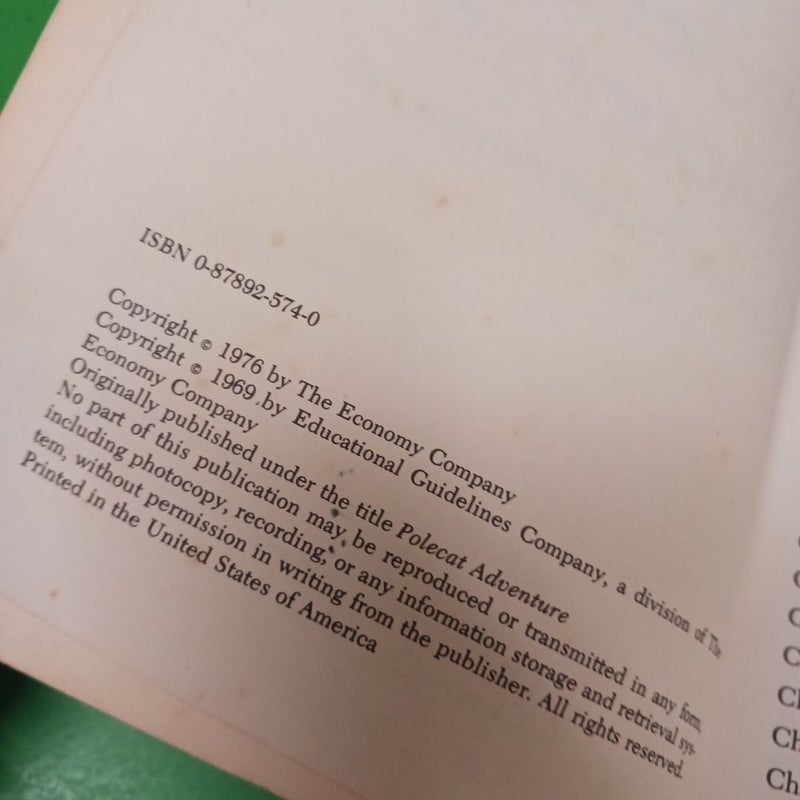 ISBN 0-87892-574-0
Copyright © 1976 by The Economy Company
Copyright © 1969 by Educational Guidelines Company, a division of The
Economy Company
Originally published under the title Polecat Adventure
No part of this publication may be reproduced or transmitted in any form,
including photocopy, recording, or any information storage and retrieval sys-
tem, without permission in writing from the publisher. All rights reserved.
Printed in the United States of America